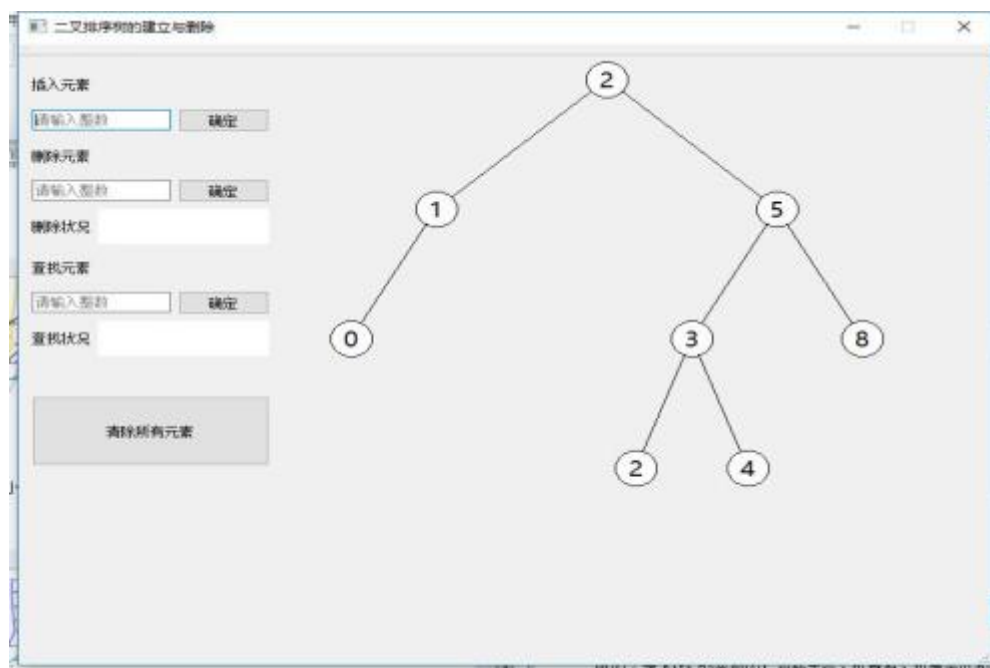 二叉排序树的建立与删除
插入元素
请输入整数 确定
删除元素
请输入整数 确定
删除状况
查找元素
请输入整数 确定
查找状况
清除所有元素
2
1 5
0 3 8
2 4